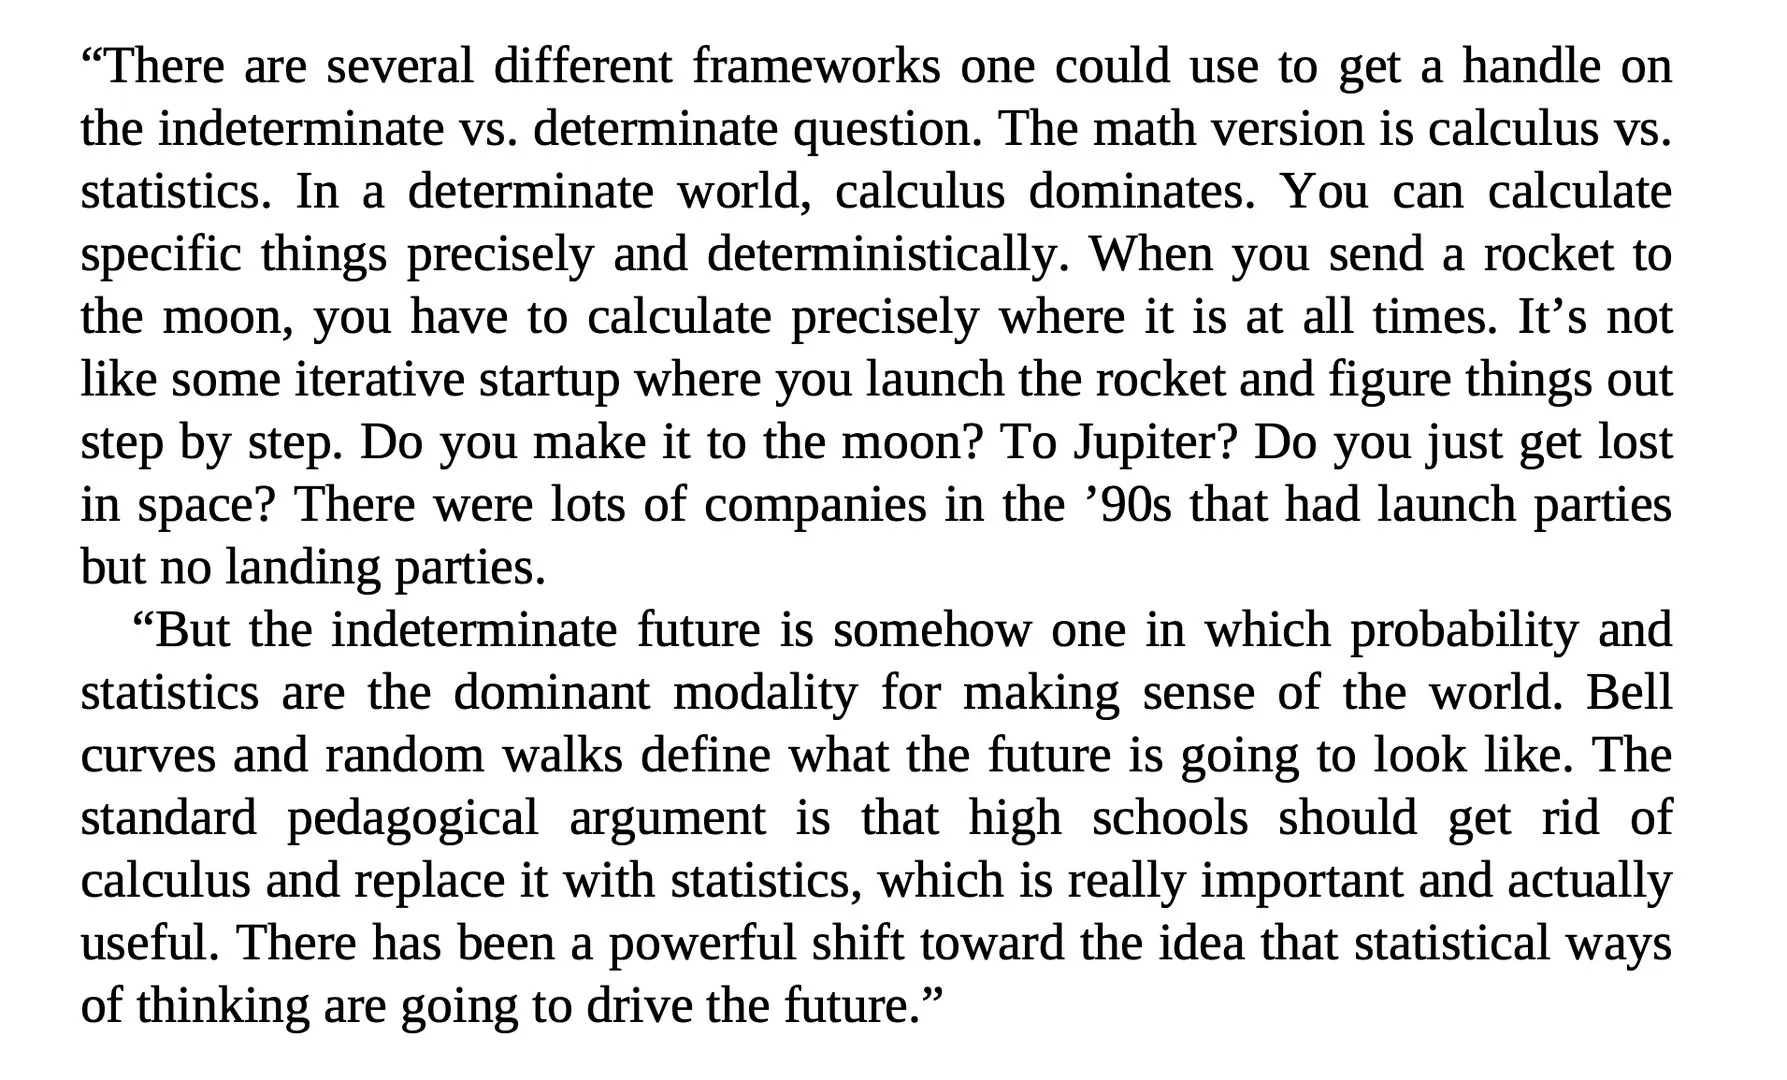 “There are several different frameworks one could use to get a handle on
the indeterminate vs. determinate question. The math version is calculus vs.
statistics. In a determinate world, calculus dominates. You can calculate
specific things precisely and deterministically. When you send a rocket to
the moon, you have to calculate precisely where it is at all times. It’s not
like some iterative startup where you launch the rocket and figure things out
step by step. Do you make it to the moon? To Jupiter? Do you just get lost
in space? There were lots of companies in the ’90s that had launch parties
but no landing parties.
“But the indeterminate future is somehow one in which probability and
statistics are the dominant modality for making sense of the world. Bell
curves and random walks define what the future is going to look like. The
standard pedagogical argument is that high schools should get rid of
calculus and replace it with statistics, which is really important and actually
useful. There has been a powerful shift toward the idea that statistical ways
of thinking are going to drive the future.”